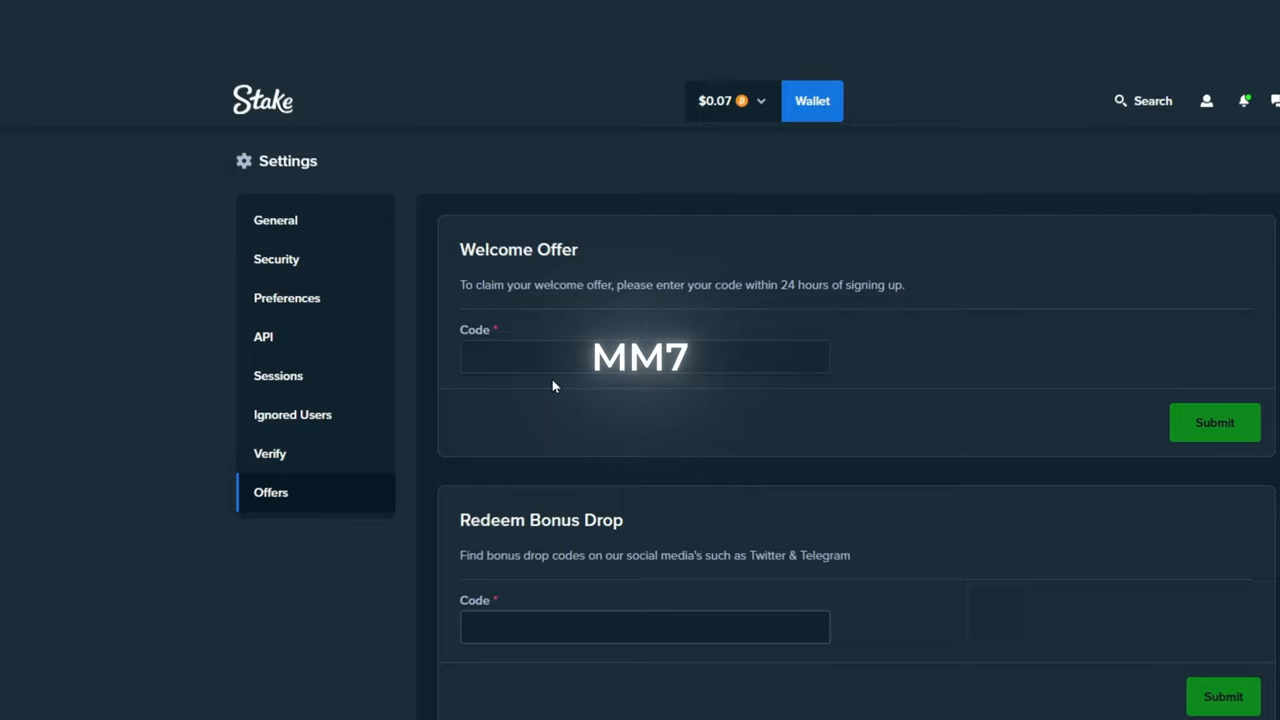 Stake
$0.07
Wallet
Search
Settings
General
Security
Preferences
API
Sessions
Ignored Users
Verify
Offers
Welcome Offer
To claim your welcome offer, please enter your code within 24 hours of signing up.
Code *
MM7
Submit
Redeem Bonus Drop
Find bonus drop codes on our social media's such as Twitter & Telegram
Code *
Submit